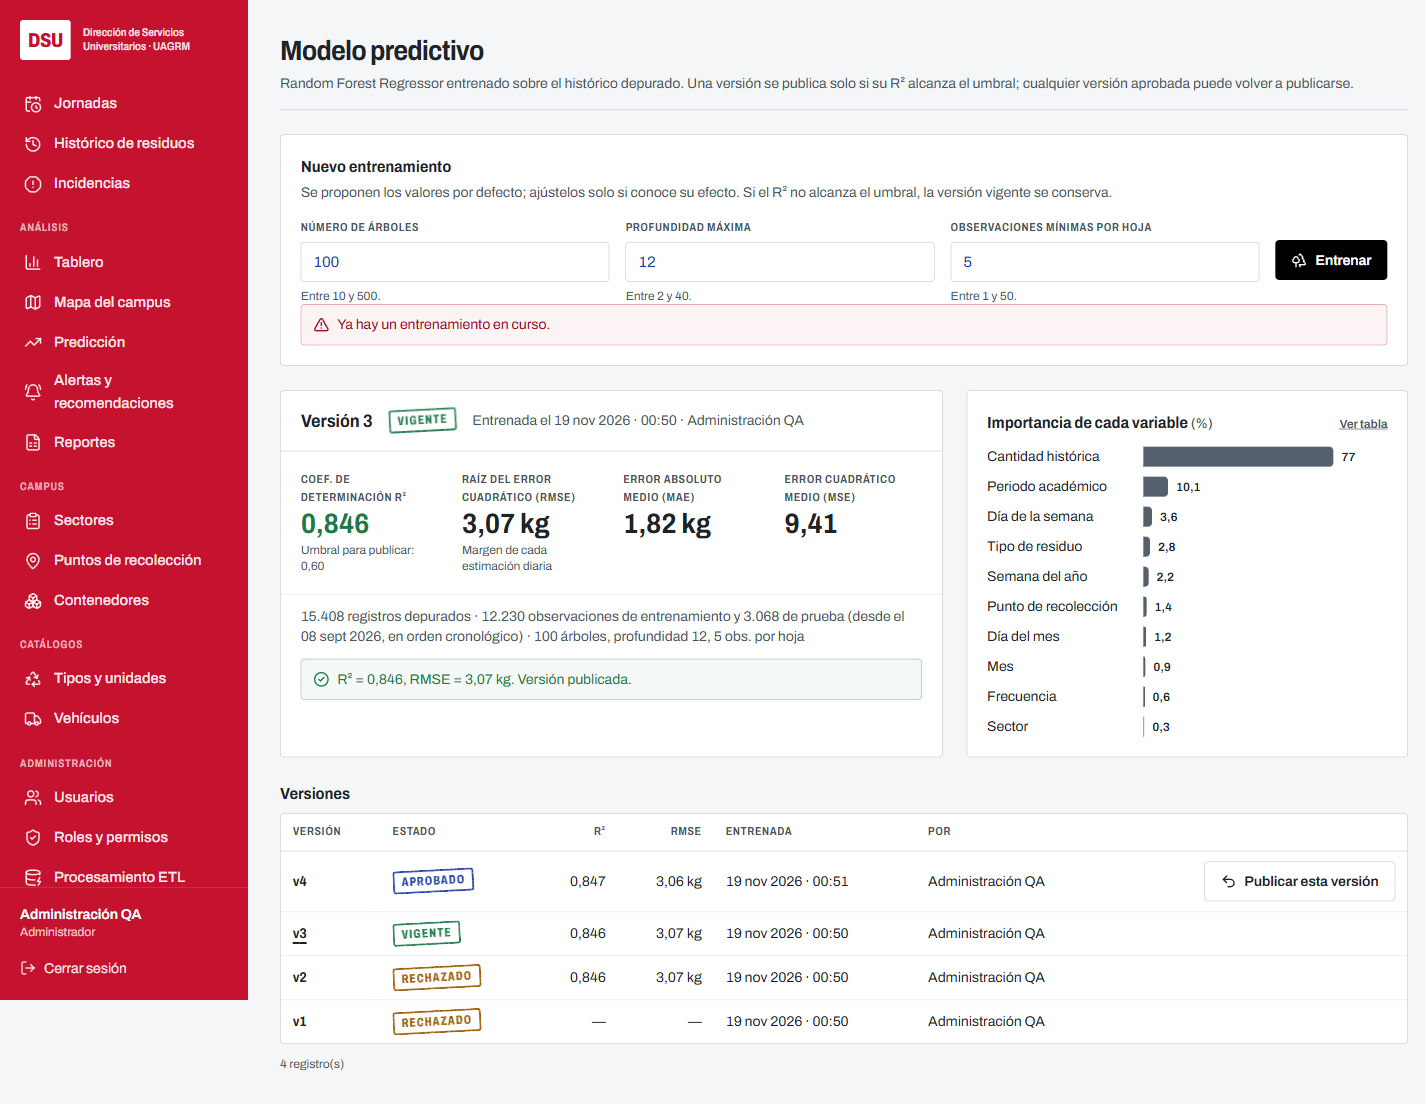 DSU
Dirección de Servicios
Universitarios · UAGRM
Jornadas
Histórico de residuos
Incidencias
ANÁLISIS
Tablero
Mapa del campus
Predicción
Alertas y
recomendaciones
Reportes
CAMPUS
Sectores
Puntos de recolección
Contenedores
CATÁLOGOS
Tipos y unidades
Vehículos
ADMINISTRACIÓN
Usuarios
Roles y permisos
Procesamiento ETL
Administración QA
Administrador
Cerrar sesión
Modelo predictivo
Random Forest Regressor entrenado sobre el histórico depurado. Una versión se publica solo si su R² alcanza el umbral; cualquier versión aprobada puede volver a publicarse.
Nuevo entrenamiento
Se proponen los valores por defecto; ajústelos solo si conoce su efecto. Si el R² no alcanza el umbral, la versión vigente se conserva.
NÚMERO DE ÁRBOLES PROFUNDIDAD MÁXIMA OBSERVACIONES MÍNIMAS POR HOJA
100 12 5 Entrenar
Entre 10 y 500. Entre 2 y 40. Entre 1 y 50.
Ya hay un entrenamiento en curso.
Versión 3 VIGENTE Entrenada el 19 nov 2026 · 00:50 · Administración QA
COEF. DE
DETERMINACIÓN R²
0,846
Umbral para publicar:
0,60
RAÍZ DEL ERROR
CUADRÁTICO (RMSE)
3,07 kg
Margen de cada
estimación diaria
ERROR ABSOLUTO
MEDIO (MAE)
1,82 kg
ERROR CUADRÁTICO
MEDIO (MSE)
9,41
15.408 registros depurados · 12.230 observaciones de entrenamiento y 3.068 de prueba (desde el
08 sept 2026, en orden cronológico) · 100 árboles, profundidad 12, 5 obs. por hoja
R² = 0,846, RMSE = 3,07 kg. Versión publicada.
Importancia de cada variable (%) Ver tabla
Cantidad histórica 77
Periodo académico 10,1
Día de la semana 3,6
Tipo de residuo 2,8
Semana del año 2,2
Punto de recolección 1,4
Día del mes 1,2
Mes 0,9
Frecuencia 0,6
Sector 0,3
Versiones
VERSIÓN ESTADO R² RMSE ENTRENADA POR
v4 APROBADO 0,847 3,06 kg 19 nov 2026 · 00:51 Administración QA Publicar esta versión
v3 VIGENTE 0,846 3,07 kg 19 nov 2026 · 00:50 Administración QA
v2 RECHAZADO 0,846 3,07 kg 19 nov 2026 · 00:50 Administración QA
v1 RECHAZADO — — 19 nov 2026 · 00:50 Administración QA
4 registro(s)